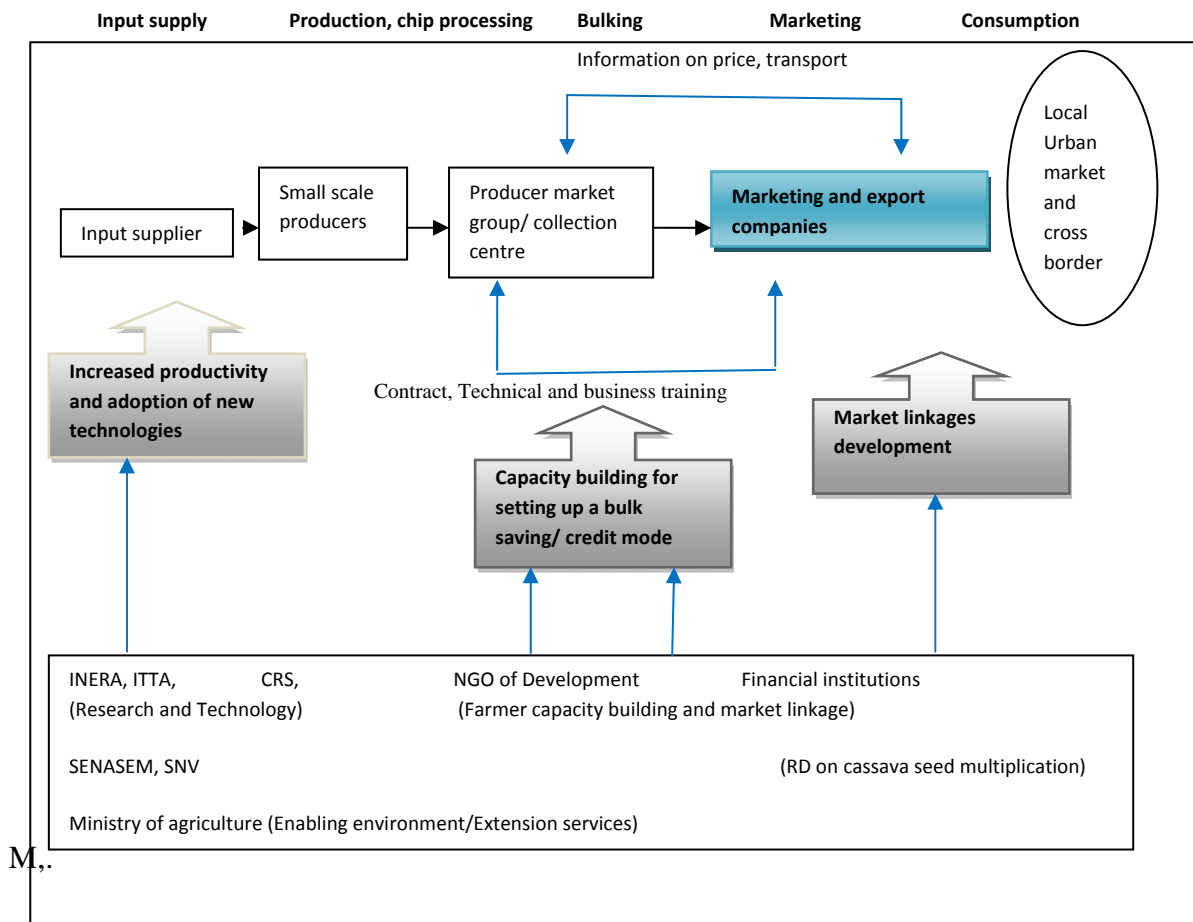 Input supply Production, chip processing Bulking Marketing Consumption
Information on price, transport
Local
Urban
market
and
cross
border
Input supplier
Small scale
producers
Producer market
group/ collection
centre
Marketing and export
companies
Increased productivity
and adoption of new
technologies
Contract, Technical and business training
Capacity building for
setting up a bulk
saving/ credit mode
Market linkages
development
INERA, ITTA, CRS, NGO of Development Financial institutions
(Research and Technology) (Farmer capacity building and market linkage)
SENASEM, SNV (RD on cassava seed multiplication)
Ministry of agriculture (Enabling environment/Extension services)
M,.